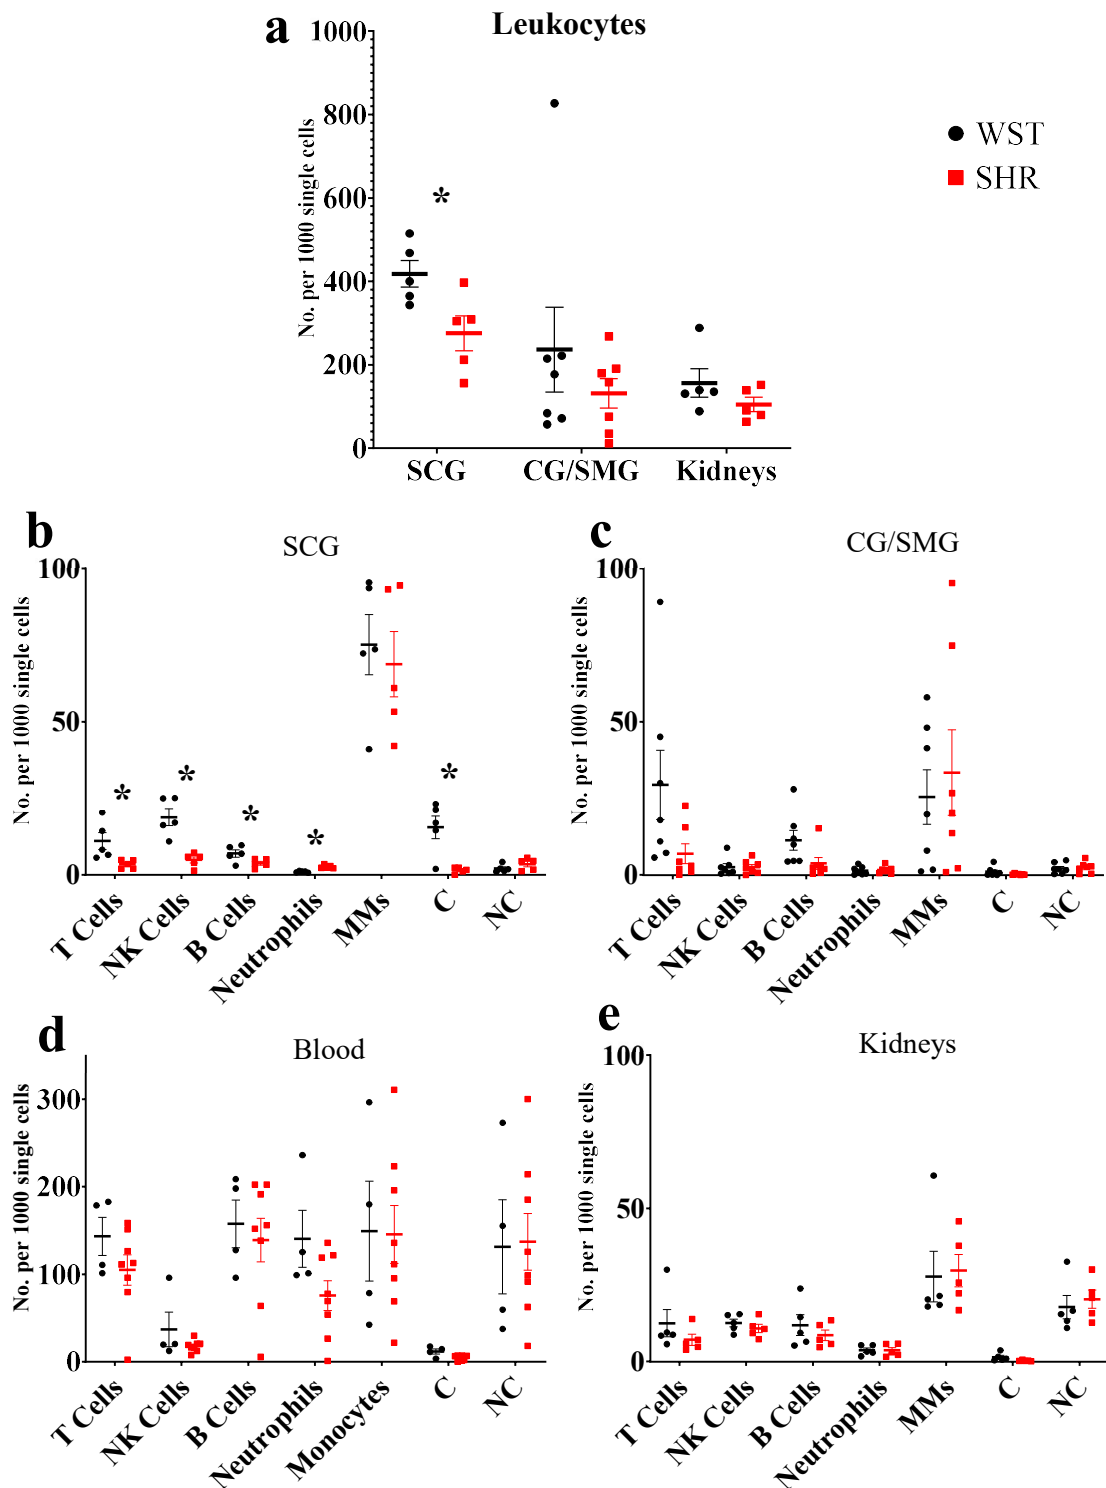 a
Leukocytes
1000
800
600
400
200
0
No. per 1000 single cells
*
WST
SHR
SCG
CG/SMG
Kidneys
b
SCG
100
50
0
No. per 1000 single cells
*
*
*
*
*
T Cells
NK Cells
B Cells
Neutrophils
MMs
C
NC
c
CG/SMG
100
50
0
No. per 1000 single cells
T Cells
NK Cells
B Cells
Neutrophils
MMs
C
NC
d
Blood
300
200
100
0
No. per 1000 single cells
T Cells
NK Cells
B Cells
Neutrophils
Monocytes
C
NC
e
Kidneys
100
50
0
No. per 1000 single cells
T Cells
NK Cells
B Cells
Neutrophils
MMs
C
NC